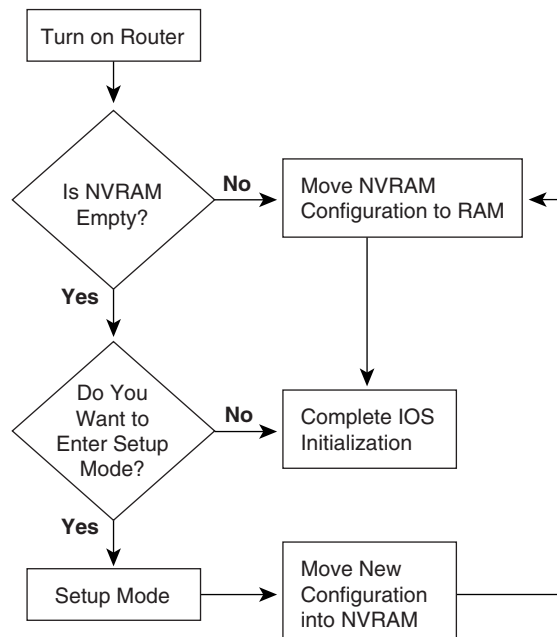 Turn on Router
Is NVRAM
Empty?
No
Move NVRAM
Configuration to RAM
Yes
Do You
Want to
Enter Setup
Mode?
No
Complete IOS
Initialization
Yes
Setup Mode
Move New
Configuration
into NVRAM